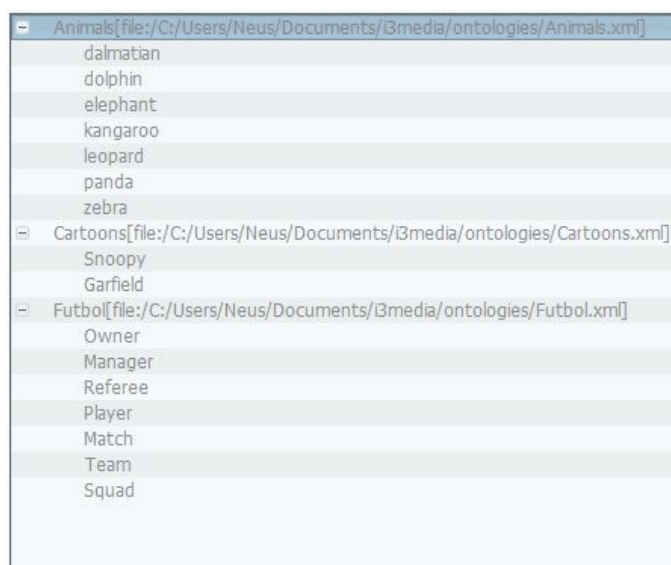 Animals[file:/C:/Users/Neus/Documents/i3media/ontologies/Animals.xml]
dalmatian
dolphin
elephant
kangaroo
leopard
panda
zebra
Cartoons[file:/C:/Users/Neus/Documents/i3media/ontologies/Cartoons.xml]
Snoopy
Garfield
Futbol[file:/C:/Users/Neus/Documents/i3media/ontologies/Futbol.xml]
Owner
Manager
Referee
Player
Match
Team
Squad